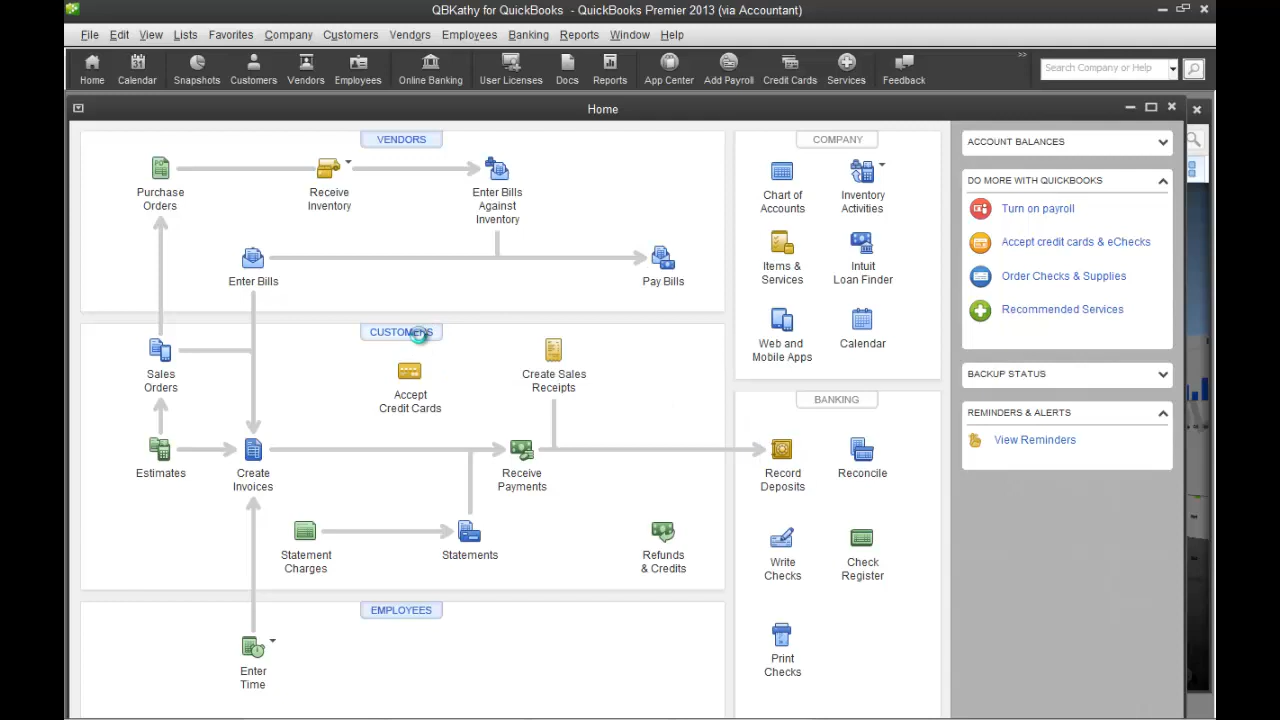 QBKathy for QuickBooks - QuickBooks Premier 2013 (via Accountant)
File Edit View Lists Favorites Company Customers Vendors Employees Banking Reports Window Help
Home Calendar Snapshots Customers Vendors Employees Online Banking User Licenses Docs Reports App Center Add Payroll Credit Cards Services Feedback
>>
Search Company or Help
Home
VENDORS
Purchase
Orders
Receive
Inventory
Enter Bills
Against
Inventory
Enter Bills
Pay Bills
CUSTOMERS
Sales
Orders
Accept
Credit Cards
Create Sales
Receipts
Estimates
Create
Invoices
Receive
Payments
Statement
Charges
Statements
Refunds
& Credits
EMPLOYEES
Enter
Time
COMPANY
Chart of
Accounts
Inventory
Activities
Items &
Services
Intuit
Loan Finder
Web and
Mobile Apps
Calendar
BANKING
Record
Deposits
Reconcile
Write
Checks
Check
Register
Print
Checks
ACCOUNT BALANCES
DO MORE WITH QUICKBOOKS
Turn on payroll
Accept credit cards & eChecks
Order Checks & Supplies
Recommended Services
BACKUP STATUS
REMINDERS & ALERTS
View Reminders